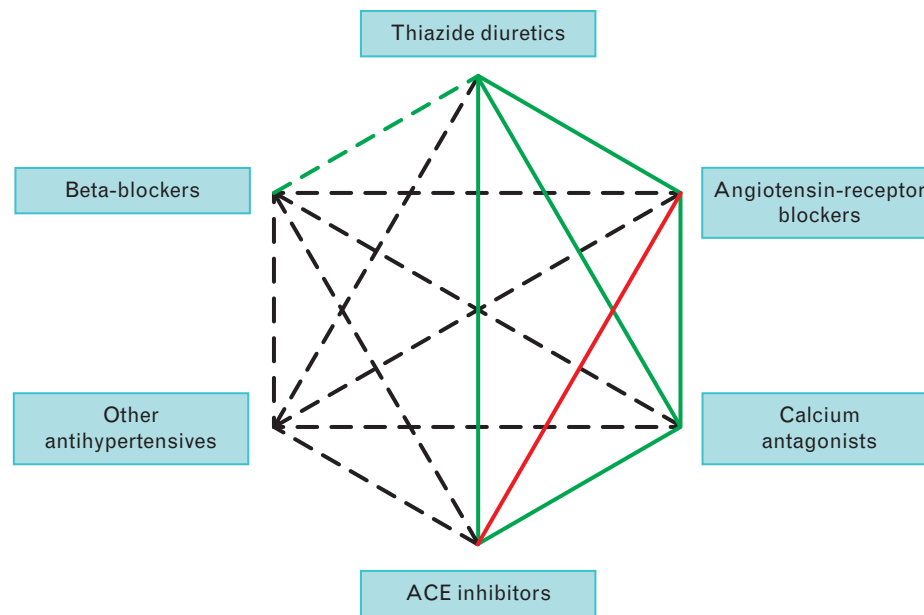 Thiazide diuretics
Beta-blockers
Angiotensin-receptor
blockers
Other
antihypertensives
Calcium
antagonists
ACE inhibitors